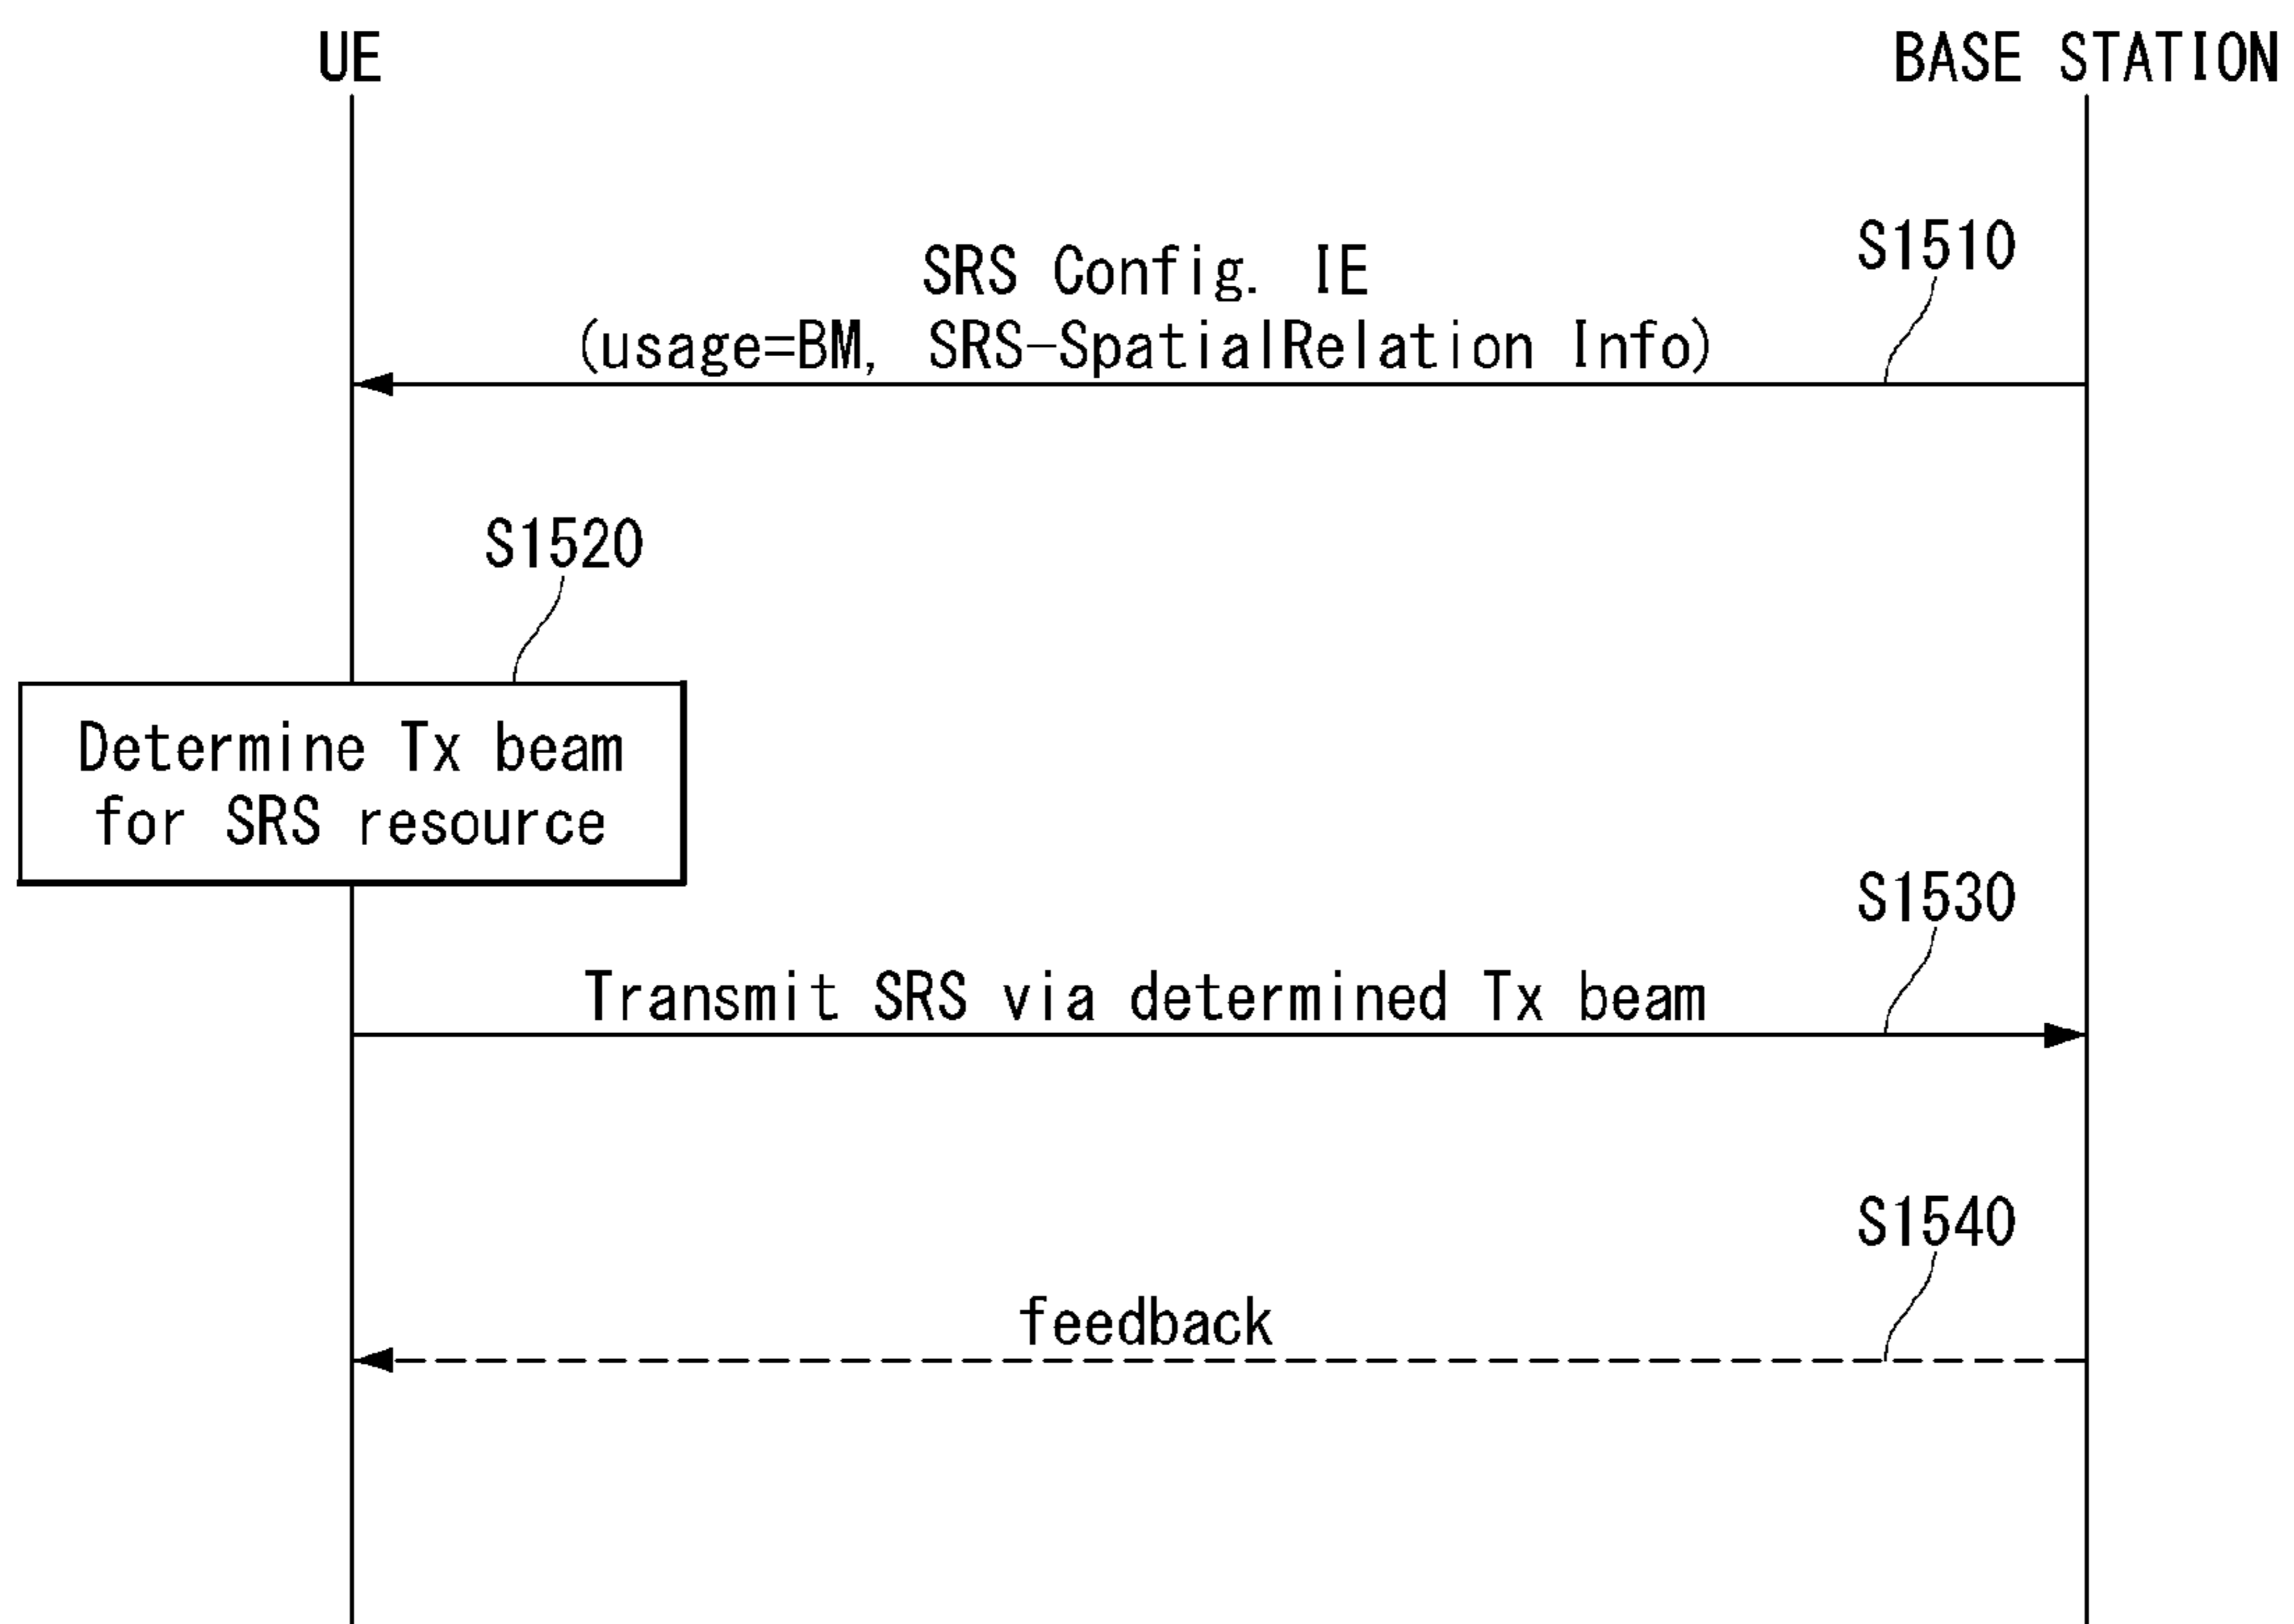 UE
BASE STATION
S1510
SRS Config. IE
(usage=BM, SRS-SpatialRelation Info)
S1520
Determine Tx beam
for SRS resource
S1530
Transmit SRS via determined Tx beam
S1540
feedback